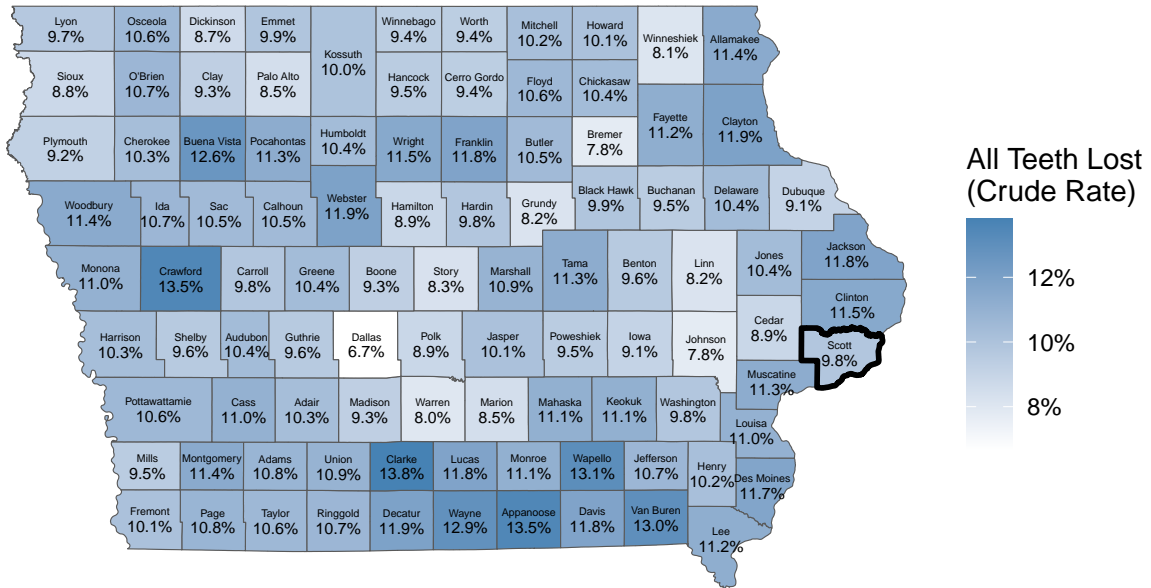 Lyon
9.7%
Osceola
10.6%
Dickinson
8.7%
Emmet
9.9%
Winnebago
9.4%
Worth
9.4%
Mitchell
10.2%
Howard
10.1%
Winneshiek
8.1%
Allamakee
11.4%
Kossuth
10.0%
Sioux
8.8%
O'Brien
10.7%
Clay
9.3%
Palo Alto
8.5%
Hancock
9.5%
Cerro Gordo
9.4%
Floyd
10.6%
Chickasaw
10.4%
Fayette
11.2%
Clayton
11.9%
Plymouth
9.2%
Cherokee
10.3%
Buena Vista
12.6%
Pocahontas
11.3%
Humboldt
10.4%
Wright
11.5%
Franklin
11.8%
Butler
10.5%
Bremer
7.8%
Woodbury
11.4%
Ida
10.7%
Sac
10.5%
Calhoun
10.5%
Webster
11.9%
Hamilton
8.9%
Hardin
9.8%
Grundy
8.2%
Black Hawk
9.9%
Buchanan
9.5%
Delaware
10.4%
Dubuque
9.1%
Monona
11.0%
Crawford
13.5%
Carroll
9.8%
Greene
10.4%
Boone
9.3%
Story
8.3%
Marshall
10.9%
Tama
11.3%
Benton
9.6%
Linn
8.2%
Jones
10.4%
Jackson
11.8%
Clinton
11.5%
Harrison
10.3%
Shelby
9.6%
Audubon
10.4%
Guthrie
9.6%
Dallas
6.7%
Polk
8.9%
Jasper
10.1%
Poweshiek
9.5%
Iowa
9.1%
Johnson
7.8%
Cedar
8.9%
Scott
9.8%
Muscatine
11.3%
Pottawattamie
10.6%
Cass
11.0%
Adair
10.3%
Madison
9.3%
Warren
8.0%
Marion
8.5%
Mahaska
11.1%
Keokuk
11.1%
Washington
9.8%
Louisa
11.0%
Mills
9.5%
Montgomery
11.4%
Adams
10.8%
Union
10.9%
Clarke
13.8%
Lucas
11.8%
Monroe
11.1%
Wapello
13.1%
Jefferson
10.7%
Henry
10.2%
Des Moines
11.7%
Fremont
10.1%
Page
10.8%
Taylor
10.6%
Ringgold
10.7%
Decatur
11.9%
Wayne
12.9%
Appanoose
13.5%
Davis
11.8%
Van Buren
13.0%
Lee
11.2%
All Teeth Lost
(Crude Rate)
12%
10%
8%